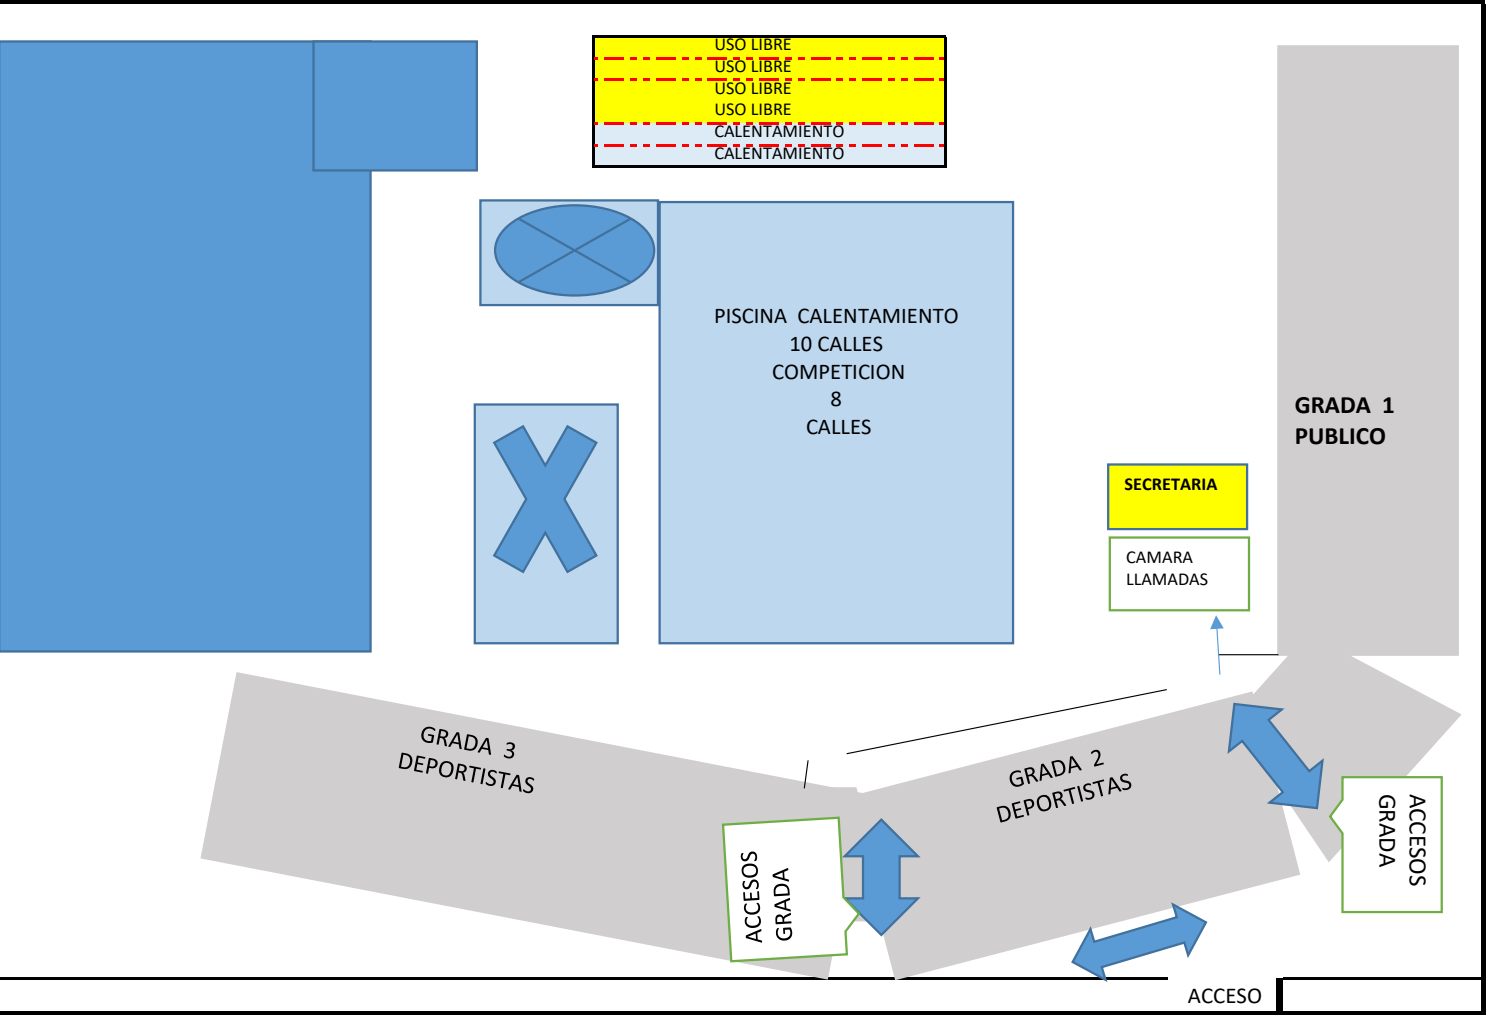 USO LIBRE
USO LIBRE
USO LIBRE
USO LIBRE
CALENTAMIENTO
CALENTAMIENTO
PISCINA CALENTAMIENTO
10 CALLES
COMPETICION
8
CALLES
GRADA 1
PUBLICO
SECRETARIA
CAMARA
LLAMADAS
GRADA 3
DEPORTISTAS
GRADA 2
DEPORTISTAS
ACCESOS
GRADA
ACCESOS
GRADA
ACCESO